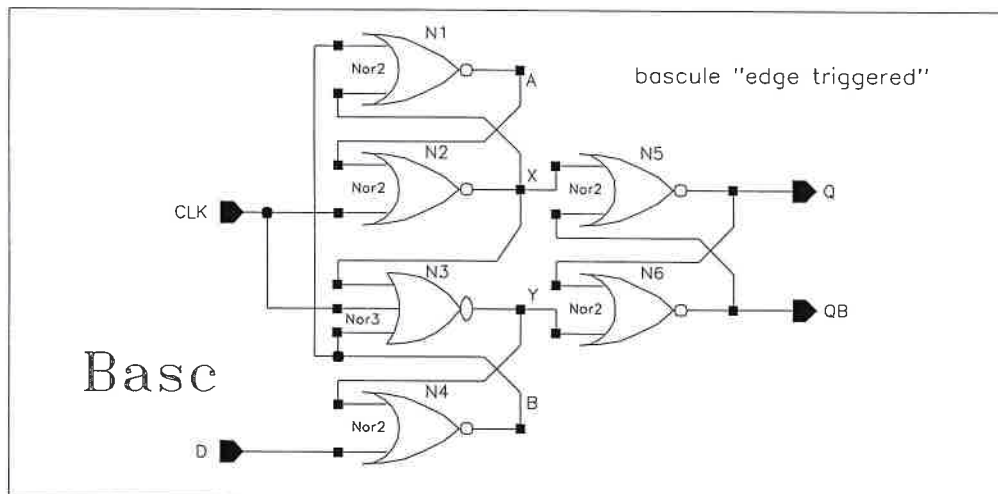 N1
Nor2
A
bascule "edge triggered"
N2
Nor2
X
N5
Nor2
Q
CLK
N3
Nor3
Y
N6
Nor2
QB
Basc
N4
Nor2
B
D